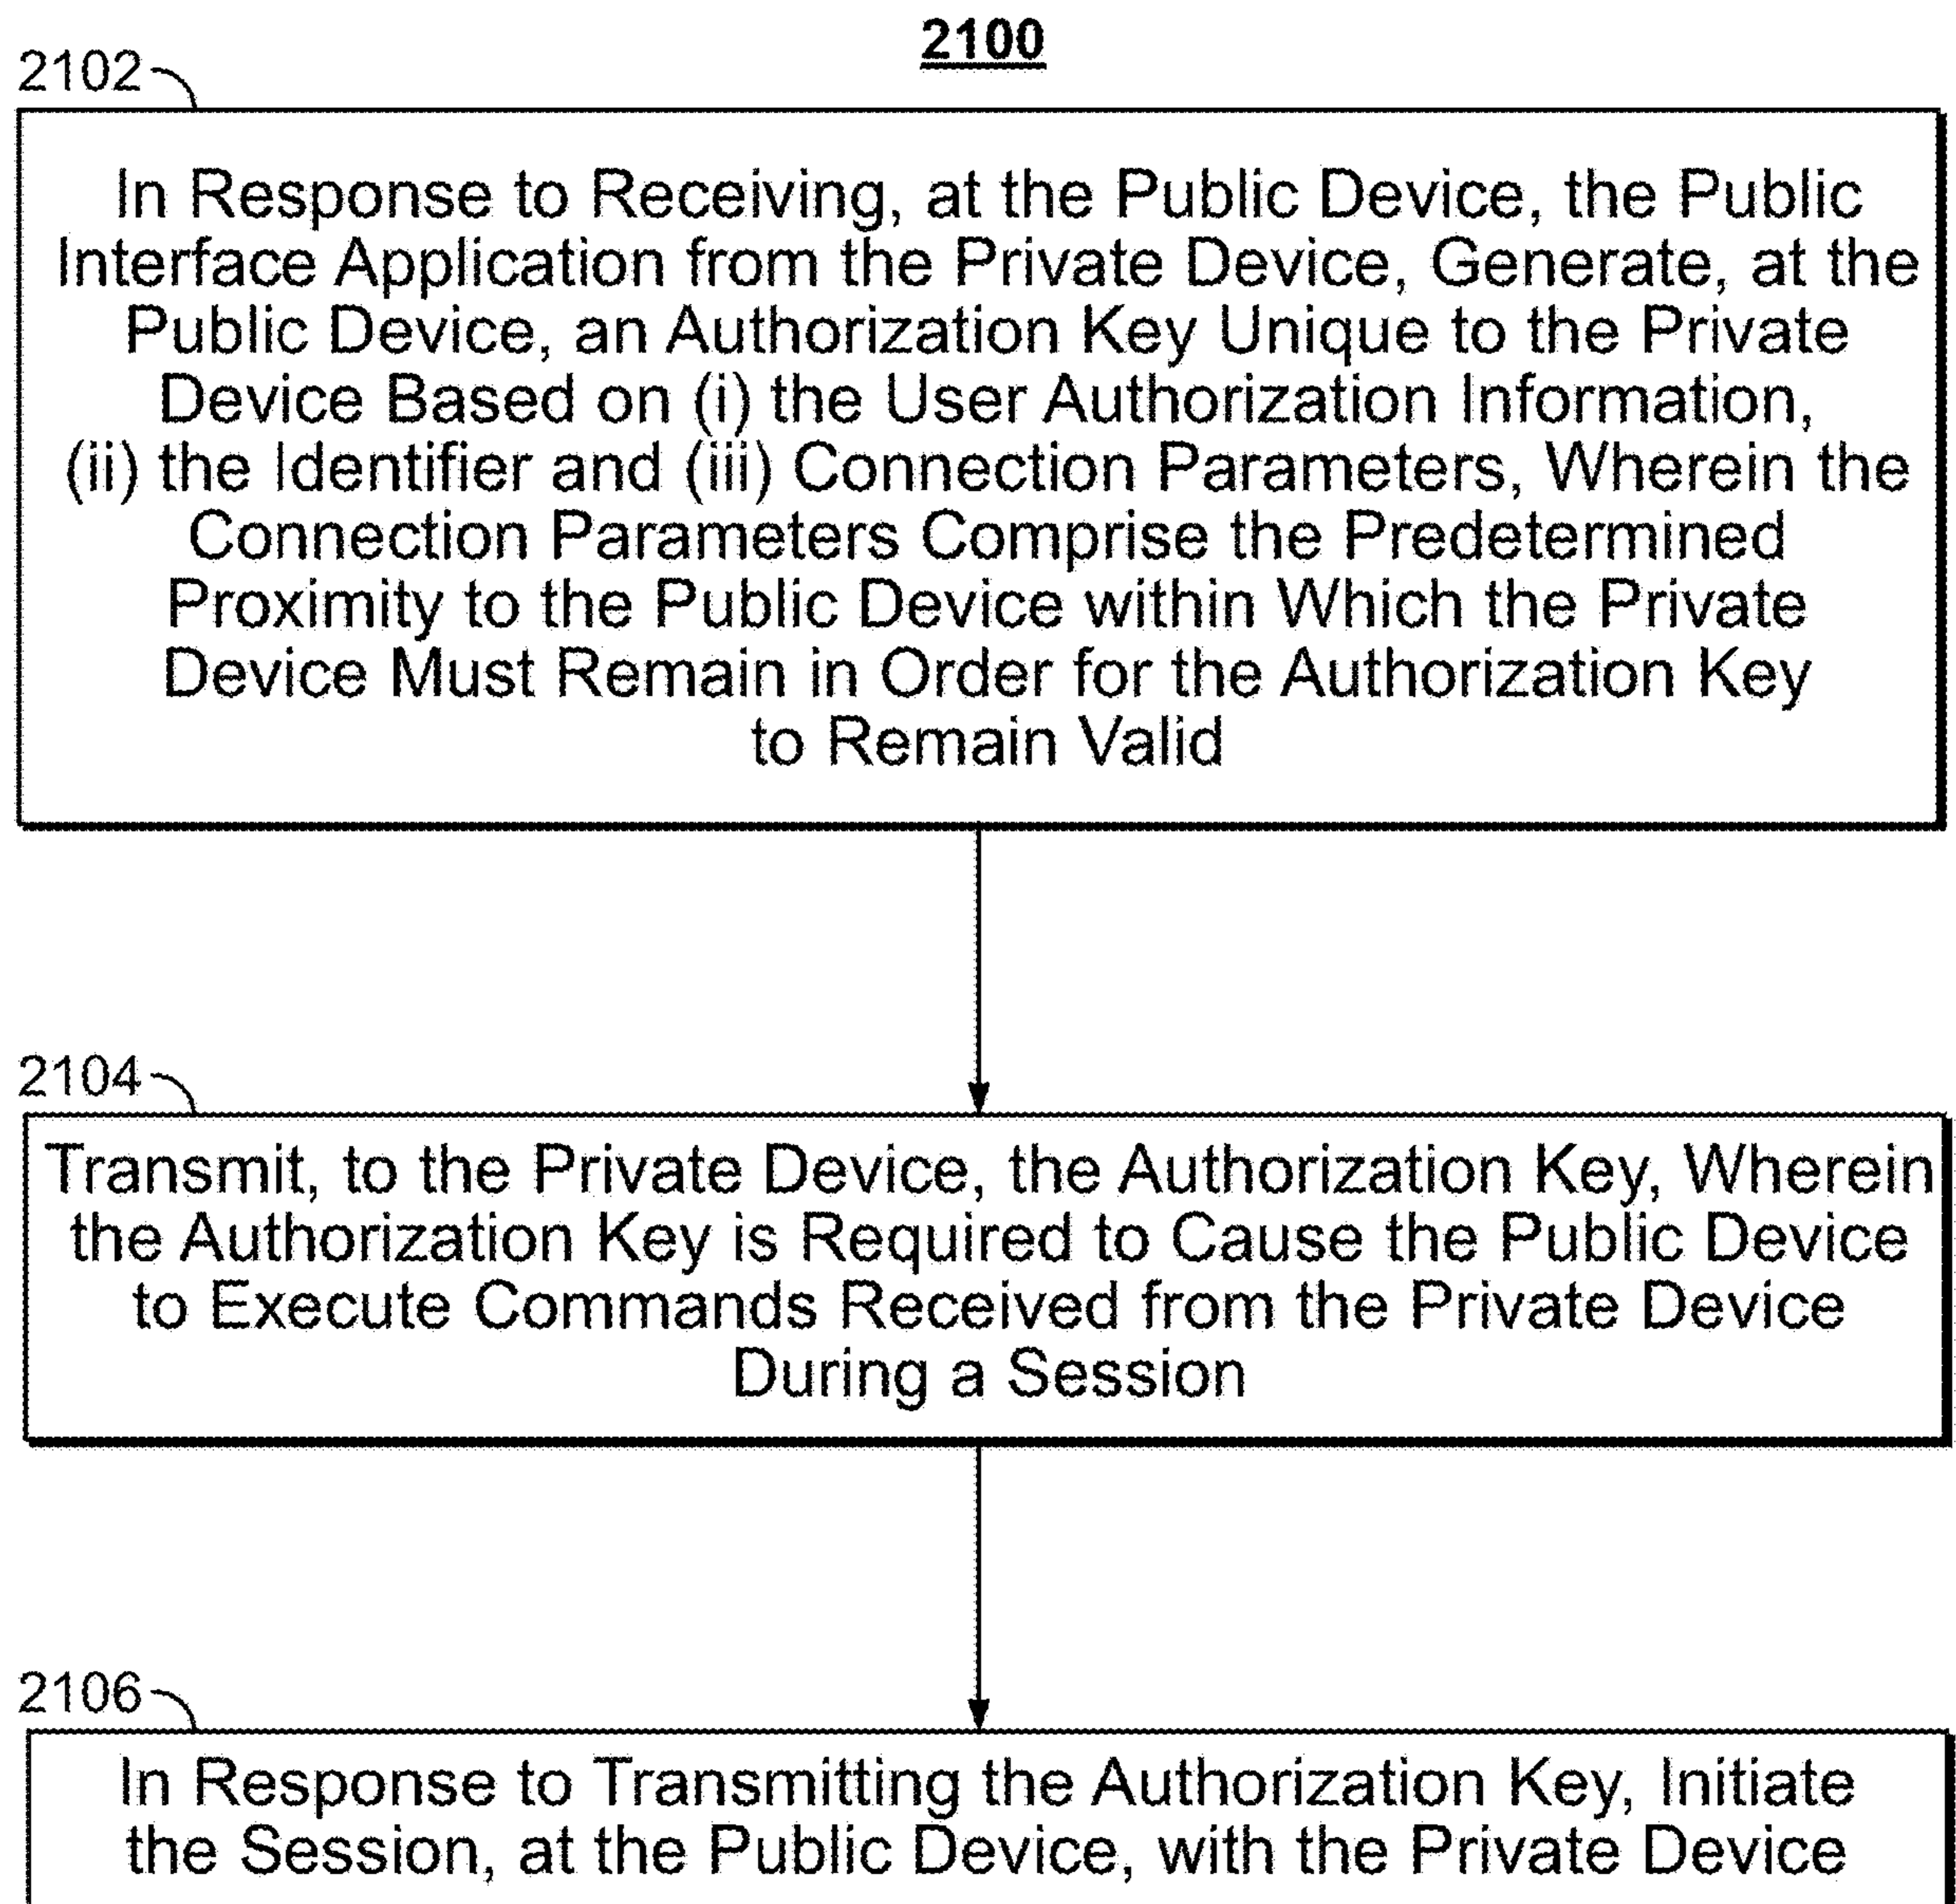 2100
2102
In Response to Receiving, at the Public Device, the Public
Interface Application from the Private Device, Generate, at the
Public Device, an Authorization Key Unique to the Private
Device Based on (i) the User Authorization Information,
(ii) the Identifier and (iii) Connection Parameters, Wherein the
Connection Parameters Comprise the Predetermined
Proximity to the Public Device within Which the Private
Device Must Remain in Order for the Authorization Key
to Remain Valid
2104
Transmit, to the Private Device, the Authorization Key, Wherein
the Authorization Key is Required to Cause the Public Device
to Execute Commands Received from the Private Device
During a Session
2106
In Response to Transmitting the Authorization Key, Initiate
the Session, at the Public Device, with the Private Device